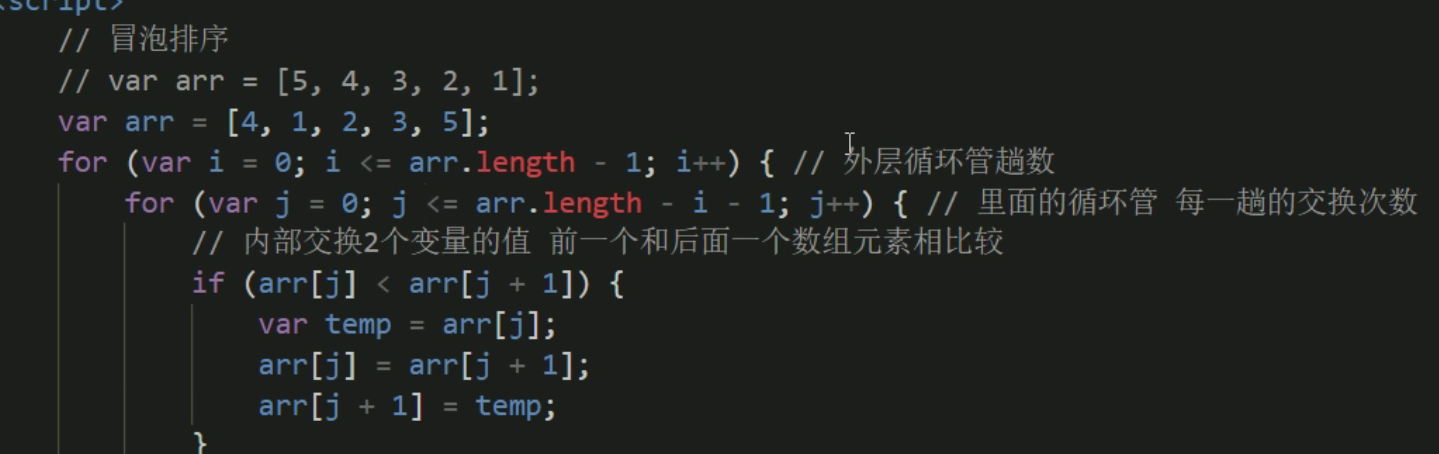 <script>
// 冒泡排序
// var arr = [5, 4, 3, 2, 1];
var arr = [4, 1, 2, 3, 5];
for (var i = 0; i <= arr.length - 1; i++) { // 外层循环管趟数
for (var j = 0; j <= arr.length - i - 1; j++) { // 里面的循环管 每一趟的交换次数
// 内部交换2个变量的值 前一个和后面一个数组元素相比较
if (arr[j] < arr[j + 1]) {
var temp = arr[j];
arr[j] = arr[j + 1];
arr[j + 1] = temp;
}